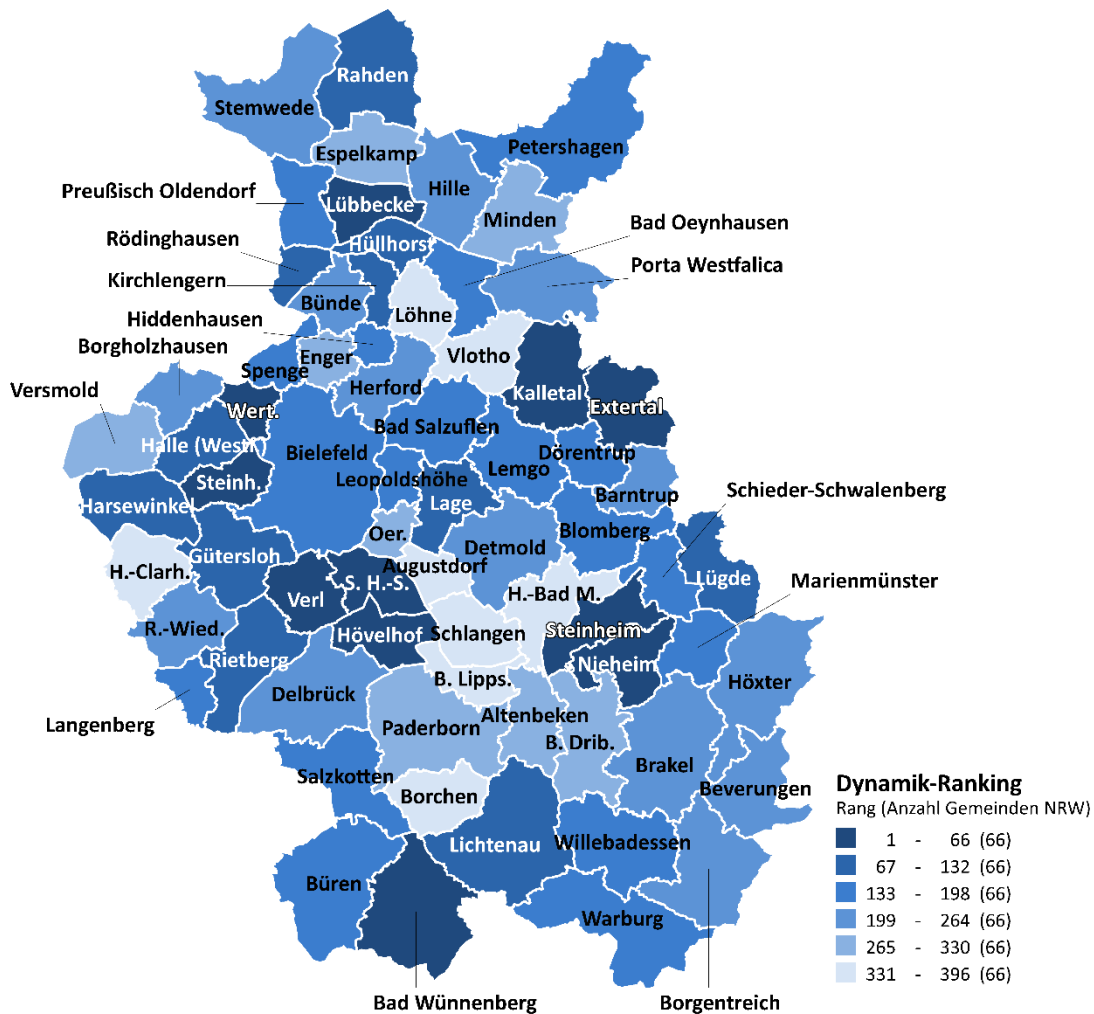 Rahden
Stemwede
Petershagen
Espelkamp
Preußisch Oldendorf
Hille
Lübbecke
Minden
Bad Oeynhausen
Rödinghausen
Hüllhorst
Porta Westfalica
Kirchlengern
Bünde
Löhne
Hiddenhausen
Borgholzhausen
Enger
Vlotho
Spenge
Versmold
Herford
Kalletal
Extertal
Wert.
Bad Salzuflen
Halle (Westf.)
Bielefeld
Dörentrup
Lemgo
Steinh.
Leopoldshöhe
Schieder-Schwalenberg
Barntrup
Harsewinkel
Lage
Blomberg
Oer.
Detmold
Gütersloh
Augustdorf
H.-Clarh.
S. H.-S.
Marienmünster
Lügde
H.-Bad M.
Verl
R.-Wied.
Hövelhof
Schlangen
Steinheim
Rietberg
Nieheim
B. Lipps.
Höxter
Delbrück
Langenberg
Altenbeken
Paderborn
B. Drib.
Brakel
Salzkotten
Beverungen
Borchen
Lichtenau
Willebadessen
Büren
Warburg
Bad Wünnenberg
Borgentreich
Dynamik-Ranking
Rang (Anzahl Gemeinden NRW)
1 - 66 (66)
67 - 132 (66)
133 - 198 (66)
199 - 264 (66)
265 - 330 (66)
331 - 396 (66)